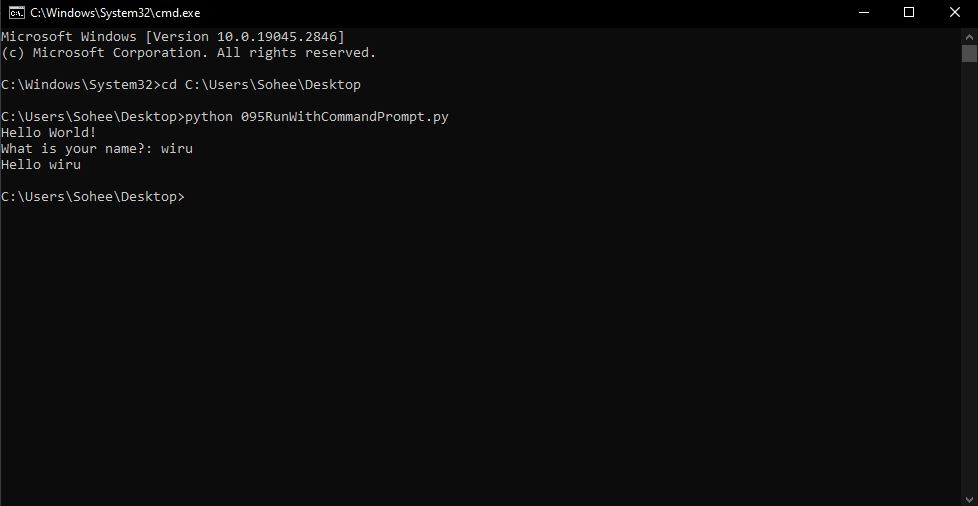 C:\Windows\System32\cmd.exe
Microsoft Windows [Version 10.0.19045.2846]
(c) Microsoft Corporation. All rights reserved.
C:\Windows\System32>cd C:\Users\Sohee\Desktop
C:\Users\Sohee\Desktop>python 095RunWithCommandPrompt.py
Hello World!
What is your name?: wiru
Hello wiru
C:\Users\Sohee\Desktop>